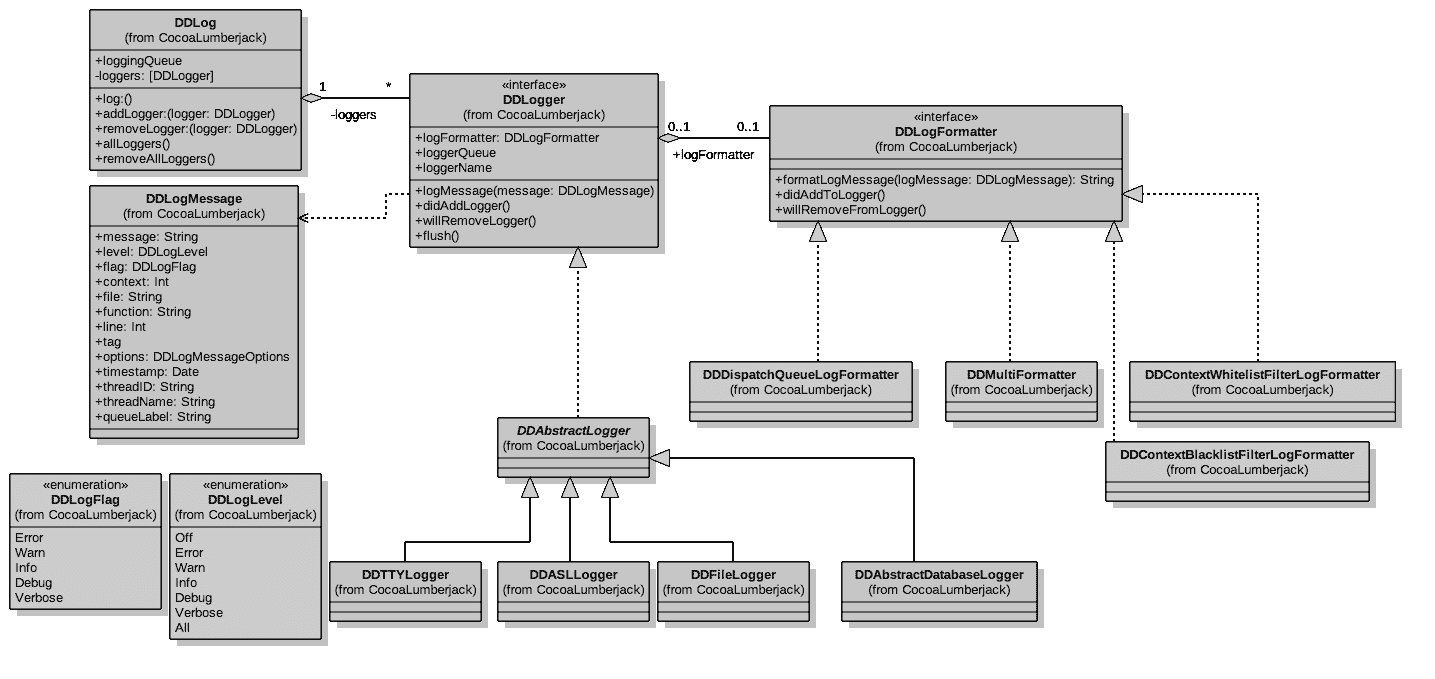 DDLog
(from CocoaLumberjack)
+loggingQueue
-loggers: [DDLogger]
+log:()
+addLogger:(logger: DDLogger)
+removeLogger:(logger: DDLogger)
+allLoggers()
+removeAllLoggers()
1
*
-loggers
«interface»
DDLogger
(from CocoaLumberjack)
+logFormatter: DDLogFormatter
+loggerQueue
+loggerName
+logMessage(message: DDLogMessage)
+didAddLogger()
+willRemoveLogger()
+flush()
0..1
0..1
+logFormatter
«interface»
DDLogFormatter
(from CocoaLumberjack)
+formatLogMessage(logMessage: DDLogMessage): String
+didAddToLogger()
+willRemoveFromLogger()
DDLogMessage
(from CocoaLumberjack)
+message: String
+level: DDLogLevel
+flag: DDLogFlag
+context: Int
+file: String
+function: String
+line: Int
+tag
+options: DDLogMessageOptions
+timestamp: Date
+threadID: String
+threadName: String
+queueLabel: String
DDDispatchQueueLogFormatter
(from CocoaLumberjack)
DDMultiFormatter
(from CocoaLumberjack)
DDContextWhitelistFilterLogFormatter
(from CocoaLumberjack)
DDAbstractLogger
(from CocoaLumberjack)
DDContextBlacklistFilterLogFormatter
(from CocoaLumberjack)
«enumeration»
DDLogFlag
(from CocoaLumberjack)
Error
Warn
Info
Debug
Verbose
«enumeration»
DDLogLevel
(from CocoaLumberjack)
Off
Error
Warn
Info
Debug
Verbose
All
DDTTYLogger
(from CocoaLumberjack)
DDASLLogger
(from CocoaLumberjack)
DDFileLogger
(from CocoaLumberjack)
DDAbstractDatabaseLogger
(from CocoaLumberjack)